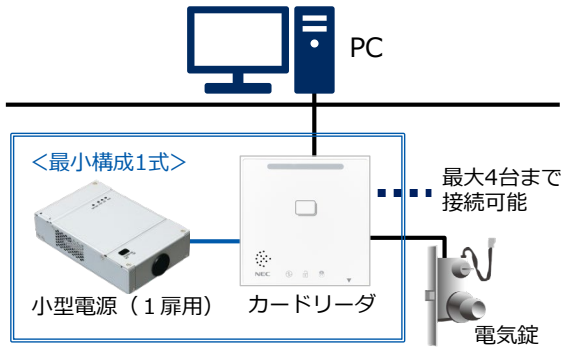 PC
<最小構成1式>
最大4台まで
接続可能
NEC
小型電源（１扉用）
カードリーダ
電気錠